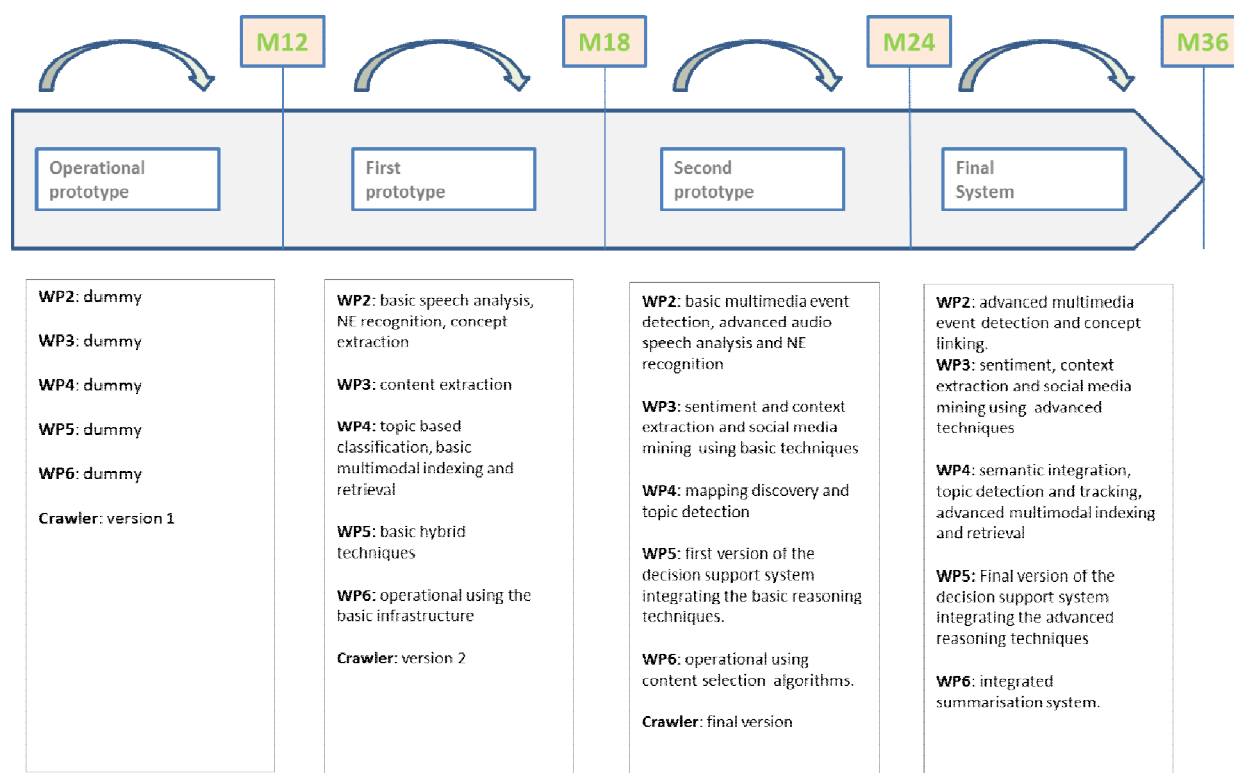 M12
M18
M24
M36
Operational
prototype
First
prototype
Second
prototype
Final
System
WP2: dummy
WP3: dummy
WP4: dummy
WP5: dummy
WP6: dummy
Crawler: version 1
WP2: basic speech analysis,
NE recognition, concept
extraction
WP3: content extraction
WP4: topic based
classification, basic
multimodal indexing and
retrieval
WP5: basic hybrid
techniques
WP6: operational using the
basic infrastructure
Crawler: version 2
WP2: basic multimedia event
detection, advanced audio
speech analysis and NE
recognition
WP3: sentiment and context
extraction and social media
mining using basic techniques
WP4: mapping discovery and
topic detection
WP5: first version of the
decision support system
integrating the basic reasoning
techniques.
WP6: operational using
content selection algorithms.
Crawler: final version
WP2: advanced multimedia
event detection and concept
linking.
WP3: sentiment, context
extraction and social media
mining using advanced
techniques
WP4: semantic integration,
topic detection and tracking,
advanced multimodal indexing
and retrieval
WP5: Final version of the
decision support system
integrating the advanced
reasoning techniques
WP6: integrated
summarisation system.